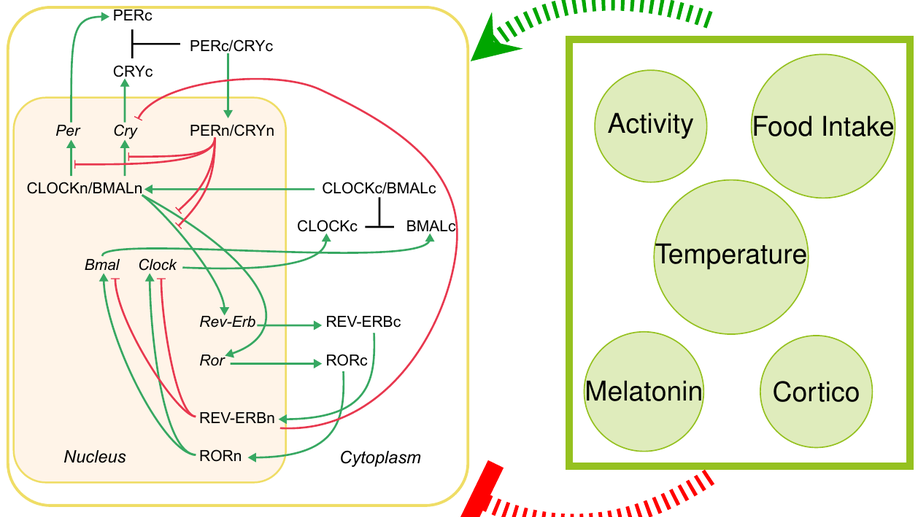 PERc
PERc/CRYc
CRYc
Per
Cry
PERn/CRYn
CLOCKn/BMALn
CLOCKc/BMALc
CLOCKc
BMALc
Bmal
Clock
Rev-Erb
REV-ERBc
Ror
RORc
REV-ERBn
RORn
Nucleus
Cytoplasm
Activity
Food Intake
Temperature
Melatonin
Cortico